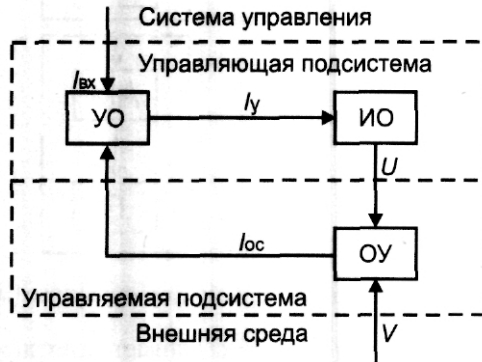 Система управления
Управляющая подсистема
Iвх
УО
Iу
ИО
U
Iос
ОУ
Управляемая подсистема
Внешняя среда
V